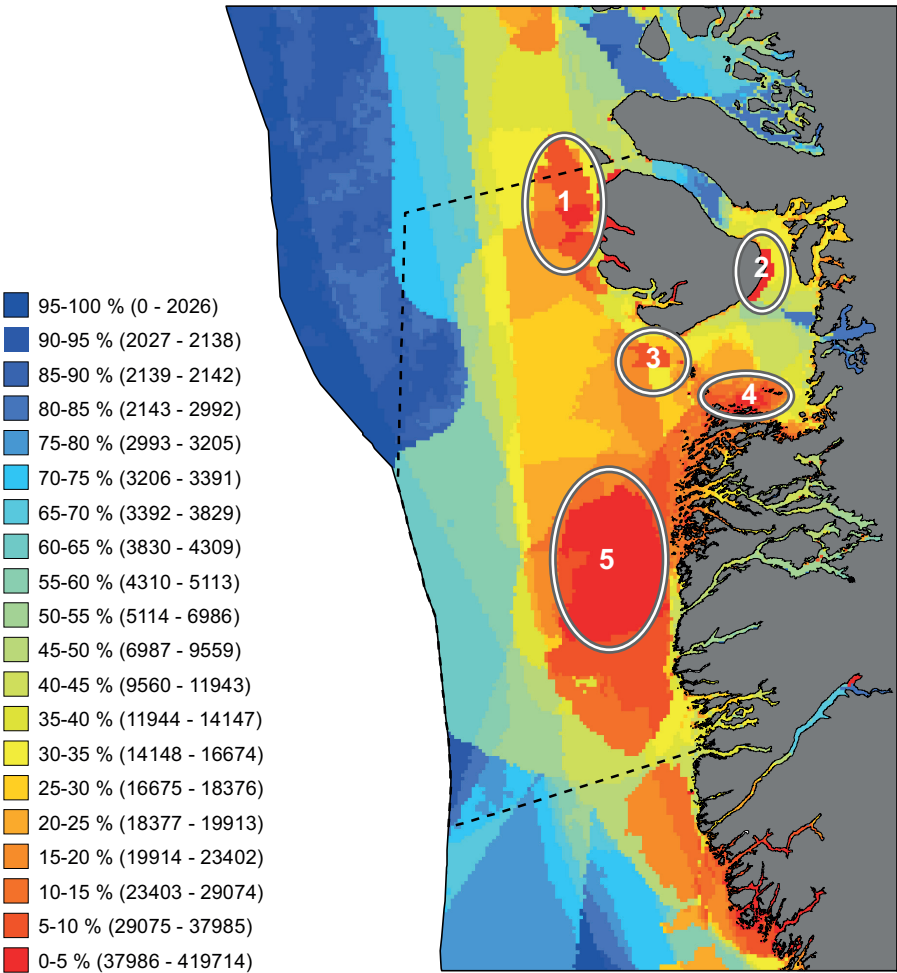 1
2
3
4
5
95-100 % (0 - 2026)
90-95 % (2027 - 2138)
85-90 % (2139 - 2142)
80-85 % (2143 - 2992)
75-80 % (2993 - 3205)
70-75 % (3206 - 3391)
65-70 % (3392 - 3829)
60-65 % (3830 - 4309)
55-60 % (4310 - 5113)
50-55 % (5114 - 6986)
45-50 % (6987 - 9559)
40-45 % (9560 - 11943)
35-40 % (11944 - 14147)
30-35 % (14148 - 16674)
25-30 % (16675 - 18376)
20-25 % (18377 - 19913)
15-20 % (19914 - 23402)
10-15 % (23403 - 29074)
5-10 % (29075 - 37985)
0-5 % (37986 - 419714)